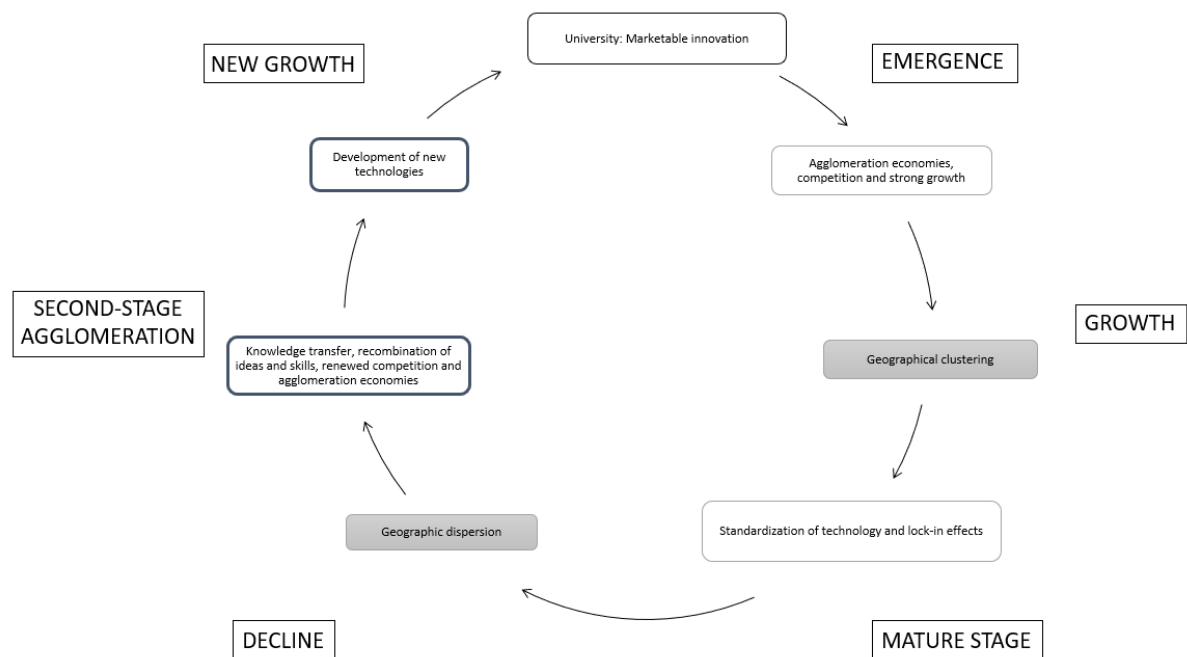 University: Marketable innovation
NEW GROWTH
EMERGENCE
Development of new
technologies
Agglomeration economies,
competition and strong growth
SECOND-STAGE
AGGLOMERATION
GROWTH
Knowledge transfer, recombination of
ideas and skills, renewed competition and
agglomeration economies
Geographical clustering
Geographic dispersion
Standardization of technology and lock-in effects
DECLINE
MATURE STAGE